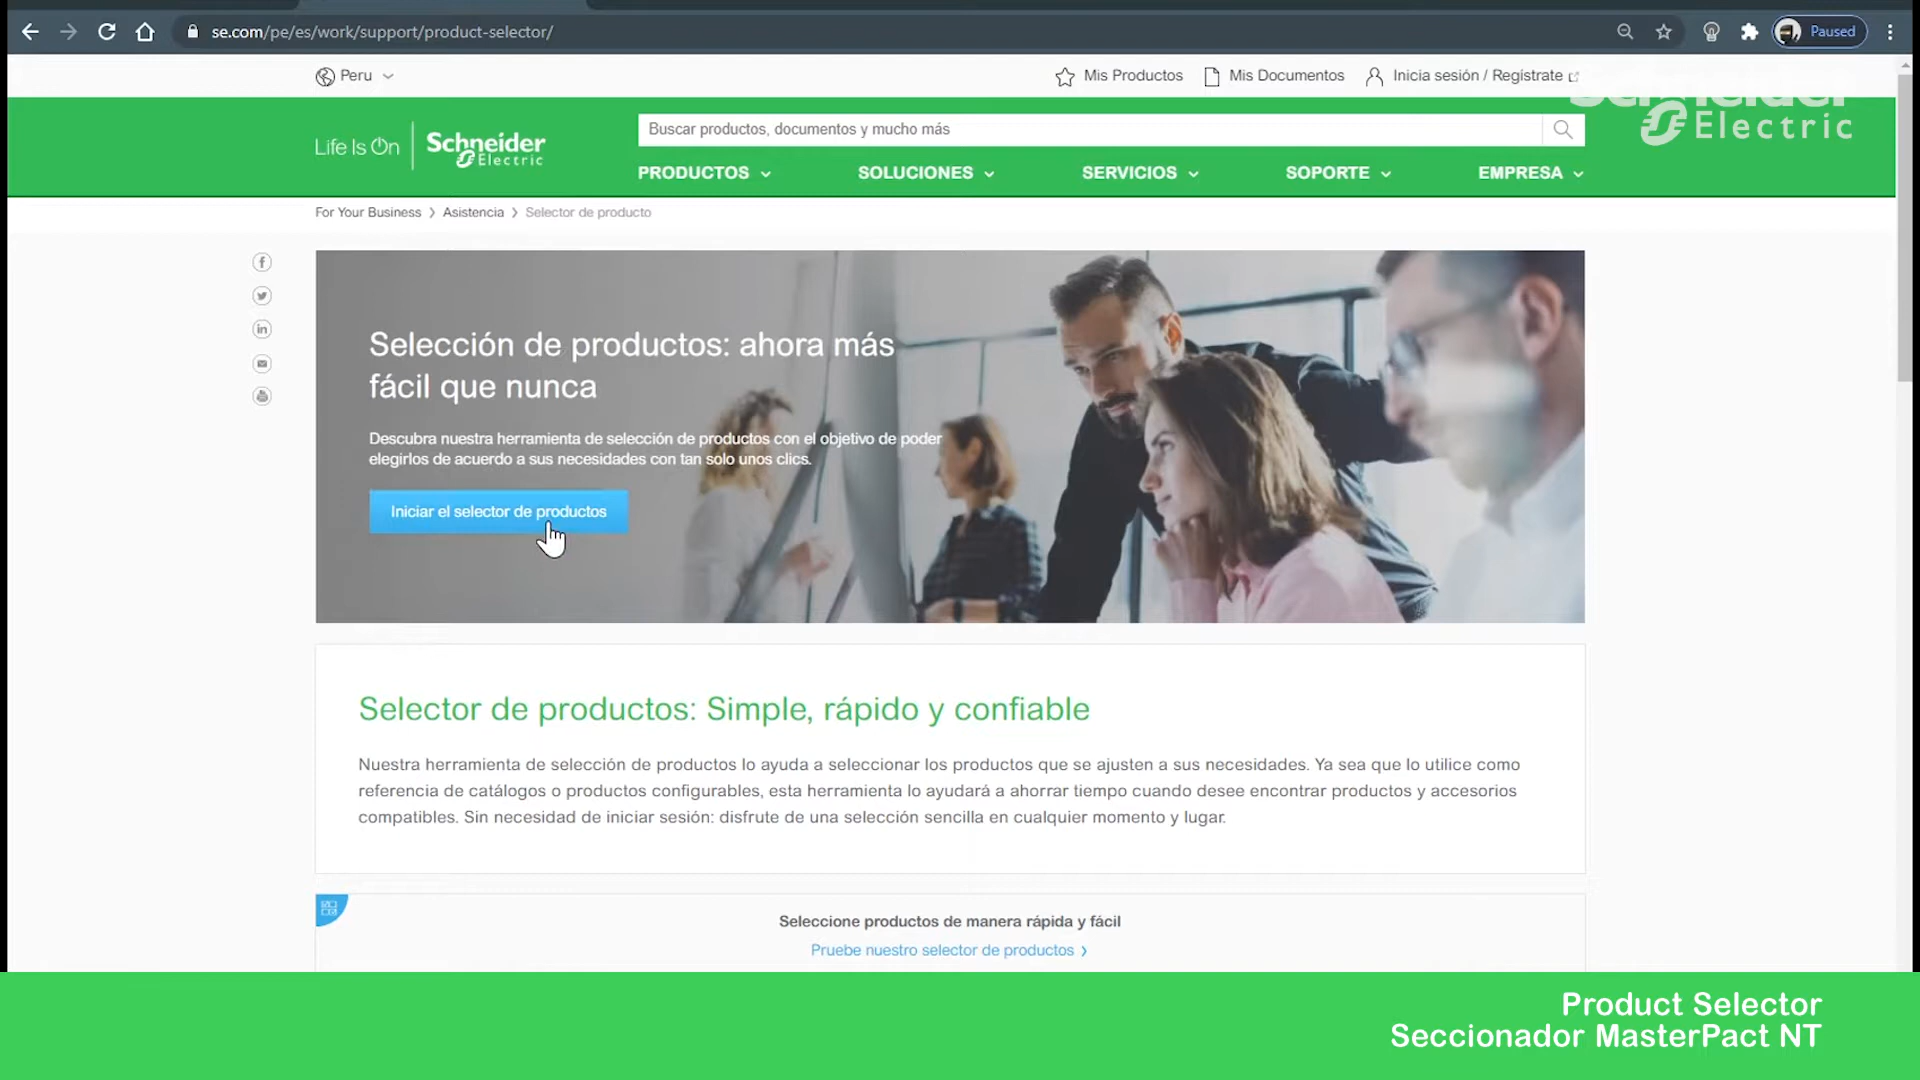 se.com/pe/es/work/support/product-selector/
Paused
Peru
Mis Productos
Mis Documentos
Inicia sesión / Regístrate
Schneider
Electric
Life Is On
Schneider
Electric
Buscar productos, documentos y mucho más
PRODUCTOS
SOLUCIONES
SERVICIOS
SOPORTE
EMPRESA
For Your Business
Asistencia
Selector de producto
Selección de productos: ahora más
fácil que nunca
Descubra nuestra herramienta de selección de productos con el objetivo de poder
elegirlos de acuerdo a sus necesidades con tan solo unos clics.
Iniciar el selector de productos
Selector de productos: Simple, rápido y confiable
Nuestra herramienta de selección de productos lo ayuda a seleccionar los productos que se ajusten a sus necesidades. Ya sea que lo utilice como
referencia de catálogos o productos configurables, esta herramienta lo ayudará a ahorrar tiempo cuando desee encontrar productos y accesorios
compatibles. Sin necesidad de iniciar sesión: disfrute de una selección sencilla en cualquier momento y lugar.
Seleccione productos de manera rápida y fácil
Pruebe nuestro selector de productos
Product Selector
Seccionador MasterPact NT